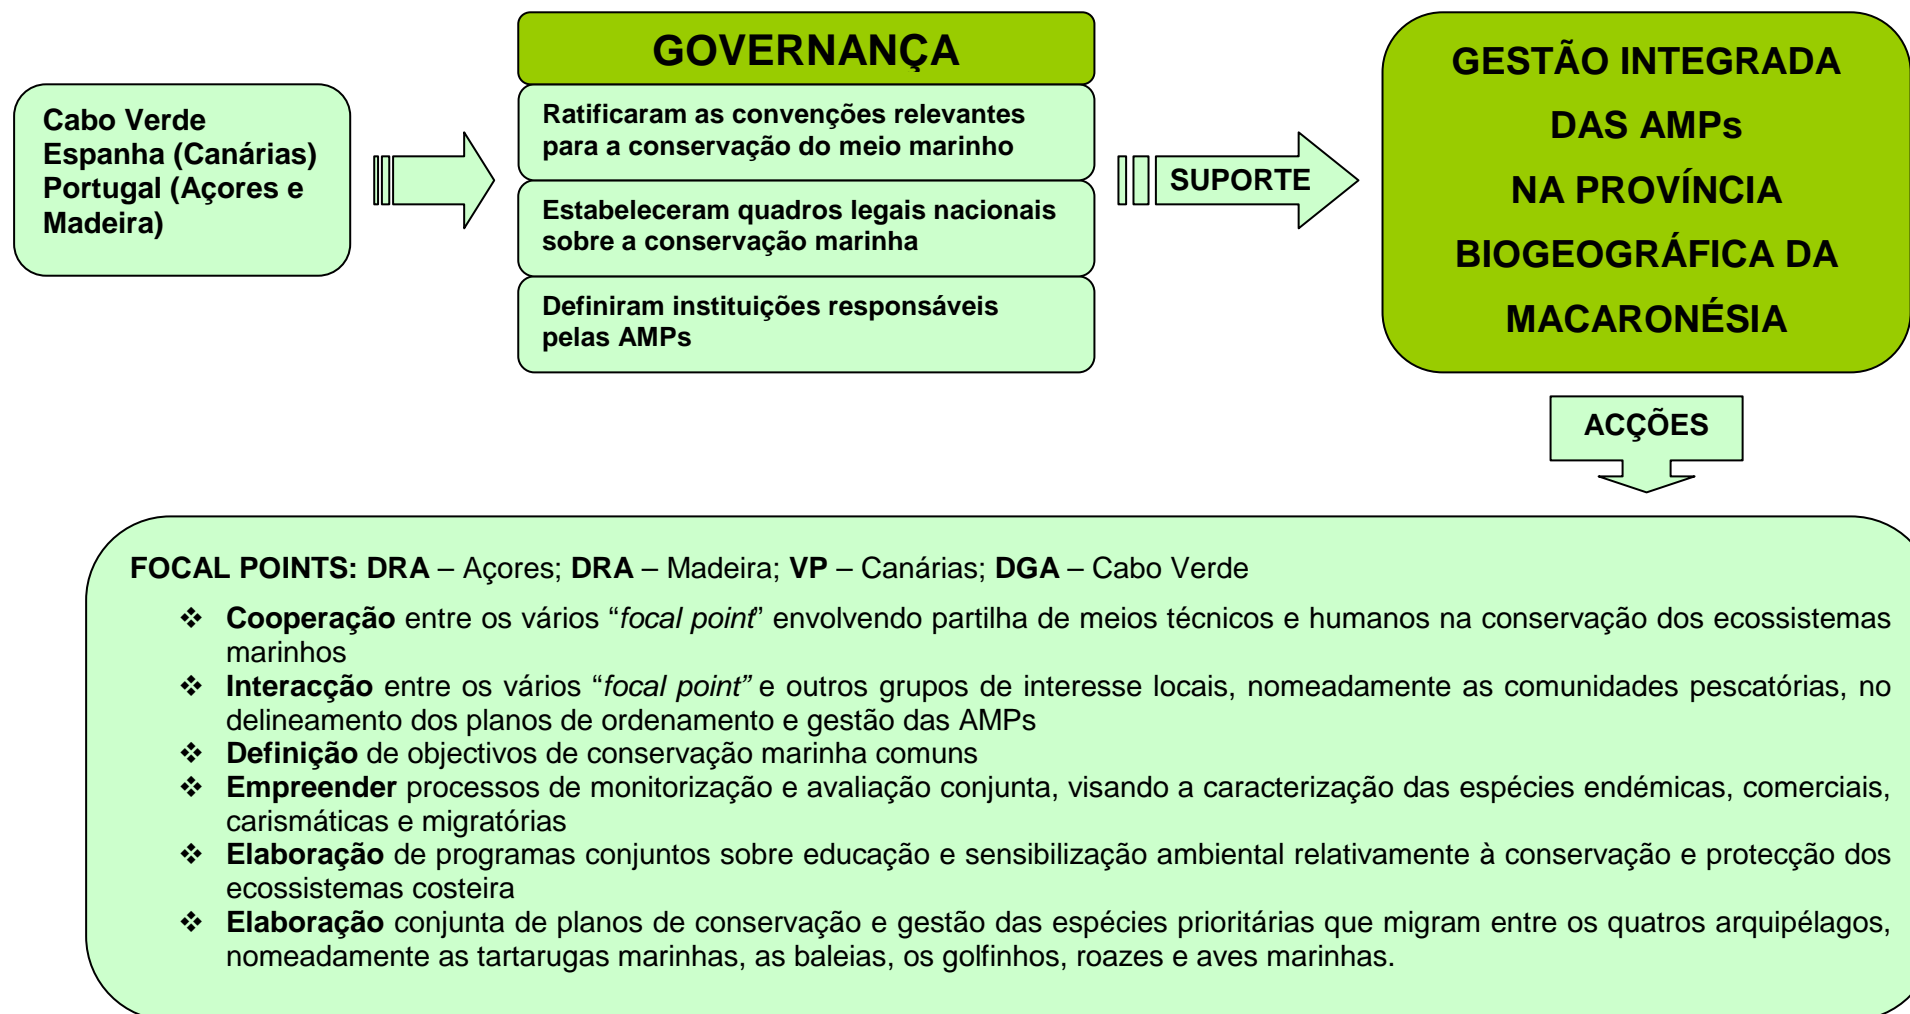 Cabo Verde
Espanha (Canárias)
Portugal (Açores e
Madeira)
GOVERNANÇA
Ratificaram as convenções relevantes
para a conservação do meio marinho
Estabeleceram quadros legais nacionais
sobre a conservação marinha
Definiram instituições responsáveis
pelas AMPs
SUPORTE
GESTÃO INTEGRADA
DAS AMPs
NA PROVÍNCIA
BIOGEOGRÁFICA DA
MACARONÉSIA
ACÇÕES
FOCAL POINTS: DRA – Açores; DRA – Madeira; VP – Canárias; DGA – Cabo Verde
❖ Cooperação entre os vários “focal point” envolvendo partilha de meios técnicos e humanos na conservação dos ecossistemas
marinhos
❖ Interacção entre os vários “focal point” e outros grupos de interesse locais, nomeadamente as comunidades pescatórias, no
delineamento dos planos de ordenamento e gestão das AMPs
❖ Definição de objectivos de conservação marinha comuns
❖ Empreender processos de monitorização e avaliação conjunta, visando a caracterização das espécies endémicas, comerciais,
carismáticas e migratórias
❖ Elaboração de programas conjuntos sobre educação e sensibilização ambiental relativamente à conservação e protecção dos
ecossistemas costeira
❖ Elaboração conjunta de planos de conservação e gestão das espécies prioritárias que migram entre os quatros arquipélagos,
nomeadamente as tartarugas marinhas, as baleias, os golfinhos, roazes e aves marinhas.